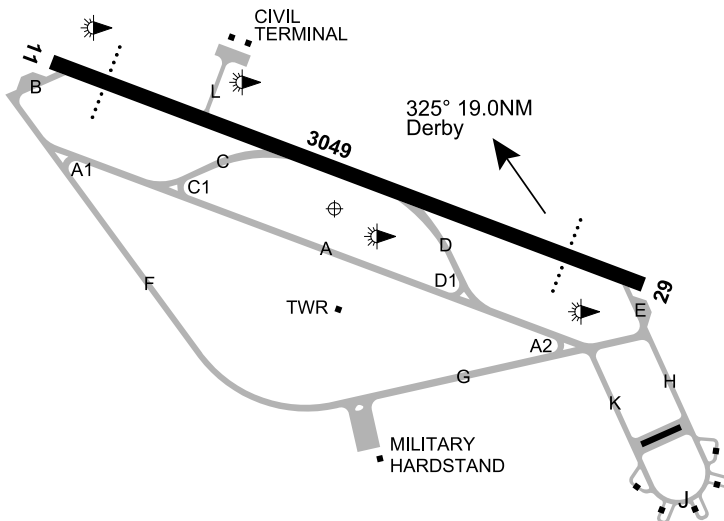 CIVIL
TERMINAL
11
B
L
325° 19.0NM
Derby
3049
A1
C
C1
A
D
D1
F
TWR
29
E
A2
G
H
K
MILITARY
HARDSTAND
J